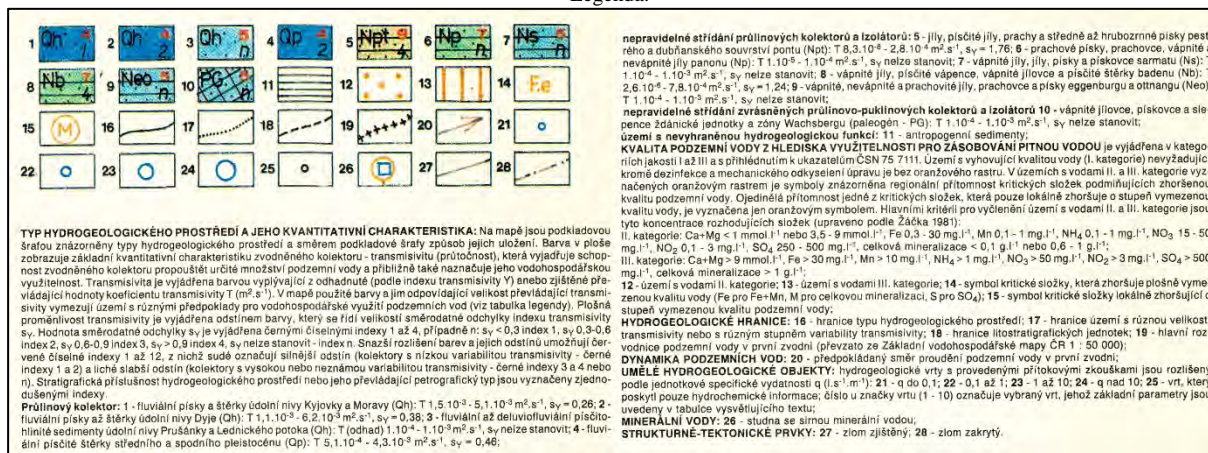 Legenda:
1 Qh 4 1
2 Qh 4 2
3 Qh 5 n
4 Qp 4 2
5 Npt 9 4
6 Np 7 n
7 Ns 5 n
8 Nb 7 4
9 Neo 5 n
10 PG 5 n
11
12
13
14 Fe
15 M
16
17
18
19
20
21
22
23
24
25
26
27
28
TYP HYDROGEOLOGICKÉHO PROSTŘEDÍ A JEHO KVANTITATIVNÍ CHARAKTERISTIKA: Na mapě jsou podkladovou
šrafou znázorněny typy hydrogeologického prostředí a směrem podkladové šrafy způsob jejich uložení. Barva v ploše
zobrazuje základní kvantitativní charakteristiku zvodněného kolektoru - transmisivitu (průtočnost), která vyjadřuje schop-
nost zvodněného kolektoru propouštět určité množství podzemní vody a přibližně také naznačuje jeho vodohospodářskou
využitelnost. Transmisivita je vyjádřena barvou vyplývající z odhadnuté (podle indexu transmisivity Y) anebo zjištěné pře-
vládající hodnoty koeficientu transmisivity T (m².s⁻¹). V mapě použité barvy a jim odpovídající velikost převládající transmi-
sivity vymezují území s různými předpoklady pro vodohospodářské využití podzemních vod (viz tabulka legendy). Plošná
proměnlivost transmisivity je vyjádřena odstínem barvy, který se řídí velikostí směrodatné odchylky indexu transmisivity
sY. Hodnota směrodatné odchylky sY je vyjádřena černými číselnými indexy 1 až 4, případně n: sY < 0,3 index 1, sY 0,3-0,6
index 2, sY 0,6-0,9 index 3, sY > 0,9 index 4, sY nelze stanovit - index n. Snazší rozlišení barev a jejich odstínů umožňují čer-
vené číselné indexy 1 až 12, z nichž sudé označují silnější odstín (kolektory s nízkou variabilitou transmisivity - černé
indexy 1 a 2) a liché slabší odstín (kolektory s vysokou nebo neznámou variabilitou transmisivity - černé indexy 3 a 4 nebo
n). Stratigrafická příslušnost hydrogeologického prostředí nebo jeho převládající petrografický typ jsou vyznačeny zjedno-
dušenými indexy.
Průlinový kolektor: 1 - fluviální písky a štěrky údolní nivy Kyjovky a Moravy (Qh): T 1,5.10⁻³ - 5,1.10⁻³ m².s⁻¹, sY = 0,26; 2 -
fluviální písky až štěrky údolní nivy Dyje (Qh): T 1,1.10⁻³ - 6,2.10⁻³ m².s⁻¹, sY = 0,38; 3 - fluviální až deluviofluviální písčito-
hlinité sedimenty údolní nivy Prušánky a Lednického potoka (Qh): T (odhad) 1.10⁻⁴ - 1.10⁻³ m².s⁻¹, sY nelze stanovit; 4 - fluvi-
ální písčité štěrky středního a spodního pleistocénu (Qp): T 5,1.10⁻⁴ - 4,3.10⁻³ m².s⁻¹, sY = 0,46;
nepravidelné střídání průlinových kolektorů a izolátorů: 5 - jíly, písčité jíly, prachy a středně až hrubozrnné písky pest-
rého a dubňanského souvrství pontu (Npt): T 8,3.10⁻⁶ - 2,8.10⁻⁴ m².s⁻¹, sY = 1,76; 6 - prachové písky, prachovce, vápnité a
nevápnité jíly panonu (Np): T 1.10⁻⁵ - 1.10⁻⁴ m².s⁻¹, sY nelze stanovit; 7 - vápnité jíly, jíly, písky a pískovce sarmatu (Ns): T
1.10⁻⁴ - 1.10⁻³ m².s⁻¹, sY nelze stanovit; 8 - vápnité jíly, písčité vápence, vápnité jílovce a písčité štěrky badenu (Nb): T
2,6.10⁻⁶ - 7,8.10⁻⁴ m².s⁻¹, sY = 1,24; 9 - vápnité, nevápnité a prachovité jíly, prachovce a písky eggenburgu a ottnangu (Neo):
T 1.10⁻⁴ - 1.10⁻³ m².s⁻¹, sY nelze stanovit;
nepravidelné střídání zvrásněných průlinovo-puklinových kolektorů a izolátorů 10 - vápnité jílovce, pískovce a sle-
pence ždánické jednotky a zóny Wachsbergu (paleogén - PG): T 1.10⁻⁴ - 1.10⁻³ m².s⁻¹, sY nelze stanovit;
území s nevyhraněnou hydrogeologickou funkcí: 11 - antropogenní sedimenty;
KVALITA PODZEMNÍ VODY Z HLEDISKA VYUŽITELNOSTI PRO ZÁSOBOVÁNÍ PITNOU VODOU je vyjádřena v katego-
riích jakosti I až III a s přihlédnutím k ukazatelům ČSN 75 7111. Území s vyhovující kvalitou vody (I. kategorie) nevyžadující
kromě dezinfekce a mechanického odkyselení úpravu je bez oranžového rastru. V územích s vodami II. a III. kategorie vyz-
načených oranžovým rastrem je symboly znázorněna regionální přítomnost kritických složek podmiňujících zhoršenou
kvalitu podzemní vody. Ojedinělá přítomnost jedné z kritických složek, která pouze lokálně zhoršuje o stupeň vymezenou
kvalitu vody, je vyznačena jen oranžovým symbolem. Hlavními kritérii pro vyčlenění území s vodami II. a III. kategorie jsou
tyto koncentrace rozhodujících složek (upraveno podle Žáčka 1981):
II. kategorie: Ca+Mg < 1 mmol.l⁻¹ nebo 3,5 - 9 mmol.l⁻¹, Fe 0,3 - 30 mg.l⁻¹, Mn 0,1 - 1 mg.l⁻¹, NH₄ 0,1 - 1 mg.l⁻¹, NO₃ 15 - 50
mg.l⁻¹, NO₂ 0,1 - 3 mg.l⁻¹, SO₄ 250 - 500 mg.l⁻¹, celková mineralizace < 0,1 g.l⁻¹ nebo 0,6 - 1 g.l⁻¹;
III. kategorie: Ca+Mg > 9 mmol.l⁻¹, Fe > 30 mg.l⁻¹, Mn > 10 mg.l⁻¹, NH₄ > 1 mg.l⁻¹, NO₃ > 50 mg.l⁻¹, NO₂ > 3 mg.l⁻¹, SO₄ > 500
mg.l⁻¹, celková mineralizace > 1 g.l⁻¹;
12 - území s vodami II. kategorie; 13 - území s vodami III. kategorie; 14 - symbol kritické složky, která zhoršuje plošně vyme-
zenou kvalitu vody (Fe pro Fe+Mn, M pro celkovou mineralizaci, S pro SO₄); 15 - symbol kritické složky lokálně zhoršující o
stupeň vymezenou kvalitu podzemní vody;
HYDROGEOLOGICKÉ HRANICE: 16 - hranice typu hydrogeologického prostředí; 17 - hranice území s různou velikostí
transmisivity nebo s různým stupněm variability transmisivity; 18 - hranice litostratigrafických jednotek; 19 - hlavní roz-
vodnice podzemní vody v první zvodni (převzato ze Základní vodohospodářské mapy ČR 1 : 50 000);
DYNAMIKA PODZEMNÍCH VOD: 20 - předpokládaný směr proudění podzemní vody v první zvodni;
UMĚLÉ HYDROGEOLOGICKÉ OBJEKTY: hydrogeologické vrty s provedenými přítokovými zkouškami jsou rozlišeny
podle jednotkové specifické vydatnosti q (l.s⁻¹.m⁻¹): 21 - q do 0,1; 22 - 0,1 až 1; 23 - 1 až 10; 24 - q nad 10; 25 - vrt, který
poskytl pouze hydrochemické informace; číslo u značky vrtu (1 - 10) označuje vybraný vrt, jehož základní parametry jsou
uvedeny v tabulce vysvětlujícího textu;
MINERÁLNÍ VODY: 26 - studna se sirnou minerální vodou;
STRUKTURNĚ-TEKTONICKÉ PRVKY: 27 - zlom zjištěný; 28 - zlom zakrytý.